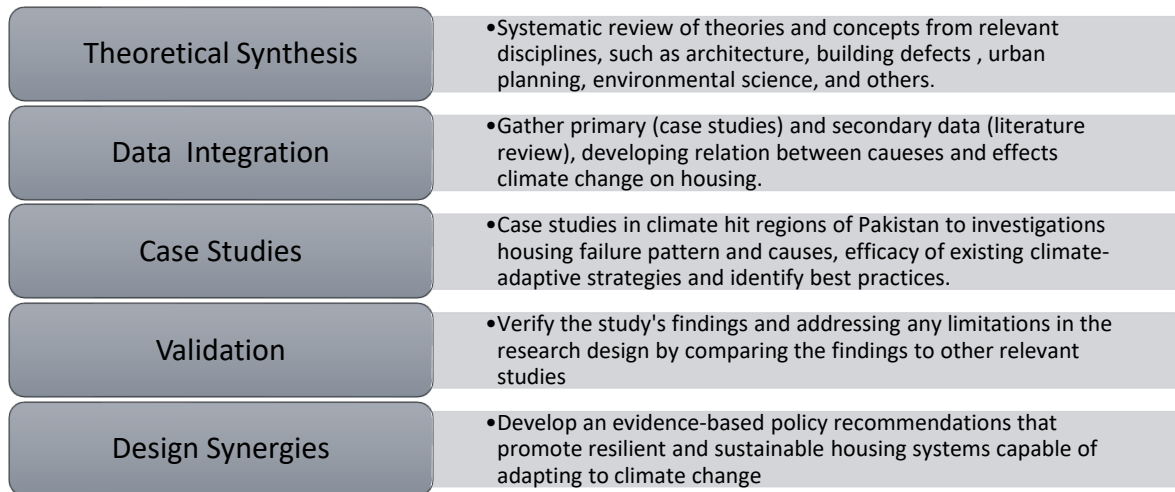 Theoretical Synthesis
•Systematic review of theories and concepts from relevant
disciplines, such as architecture, building defects , urban
planning, environmental science, and others.
Data Integration
•Gather primary (case studies) and secondary data (literature
review), developing relation between caueses and effects
climate change on housing.
Case Studies
•Case studies in climate hit regions of Pakistan to investigations
housing failure pattern and causes, efficacy of existing climate-
adaptive strategies and identify best practices.
Validation
•Verify the study's findings and addressing any limitations in the
research design by comparing the findings to other relevant
studies
Design Synergies
•Develop an evidence-based policy recommendations that
promote resilient and sustainable housing systems capable of
adapting to climate change